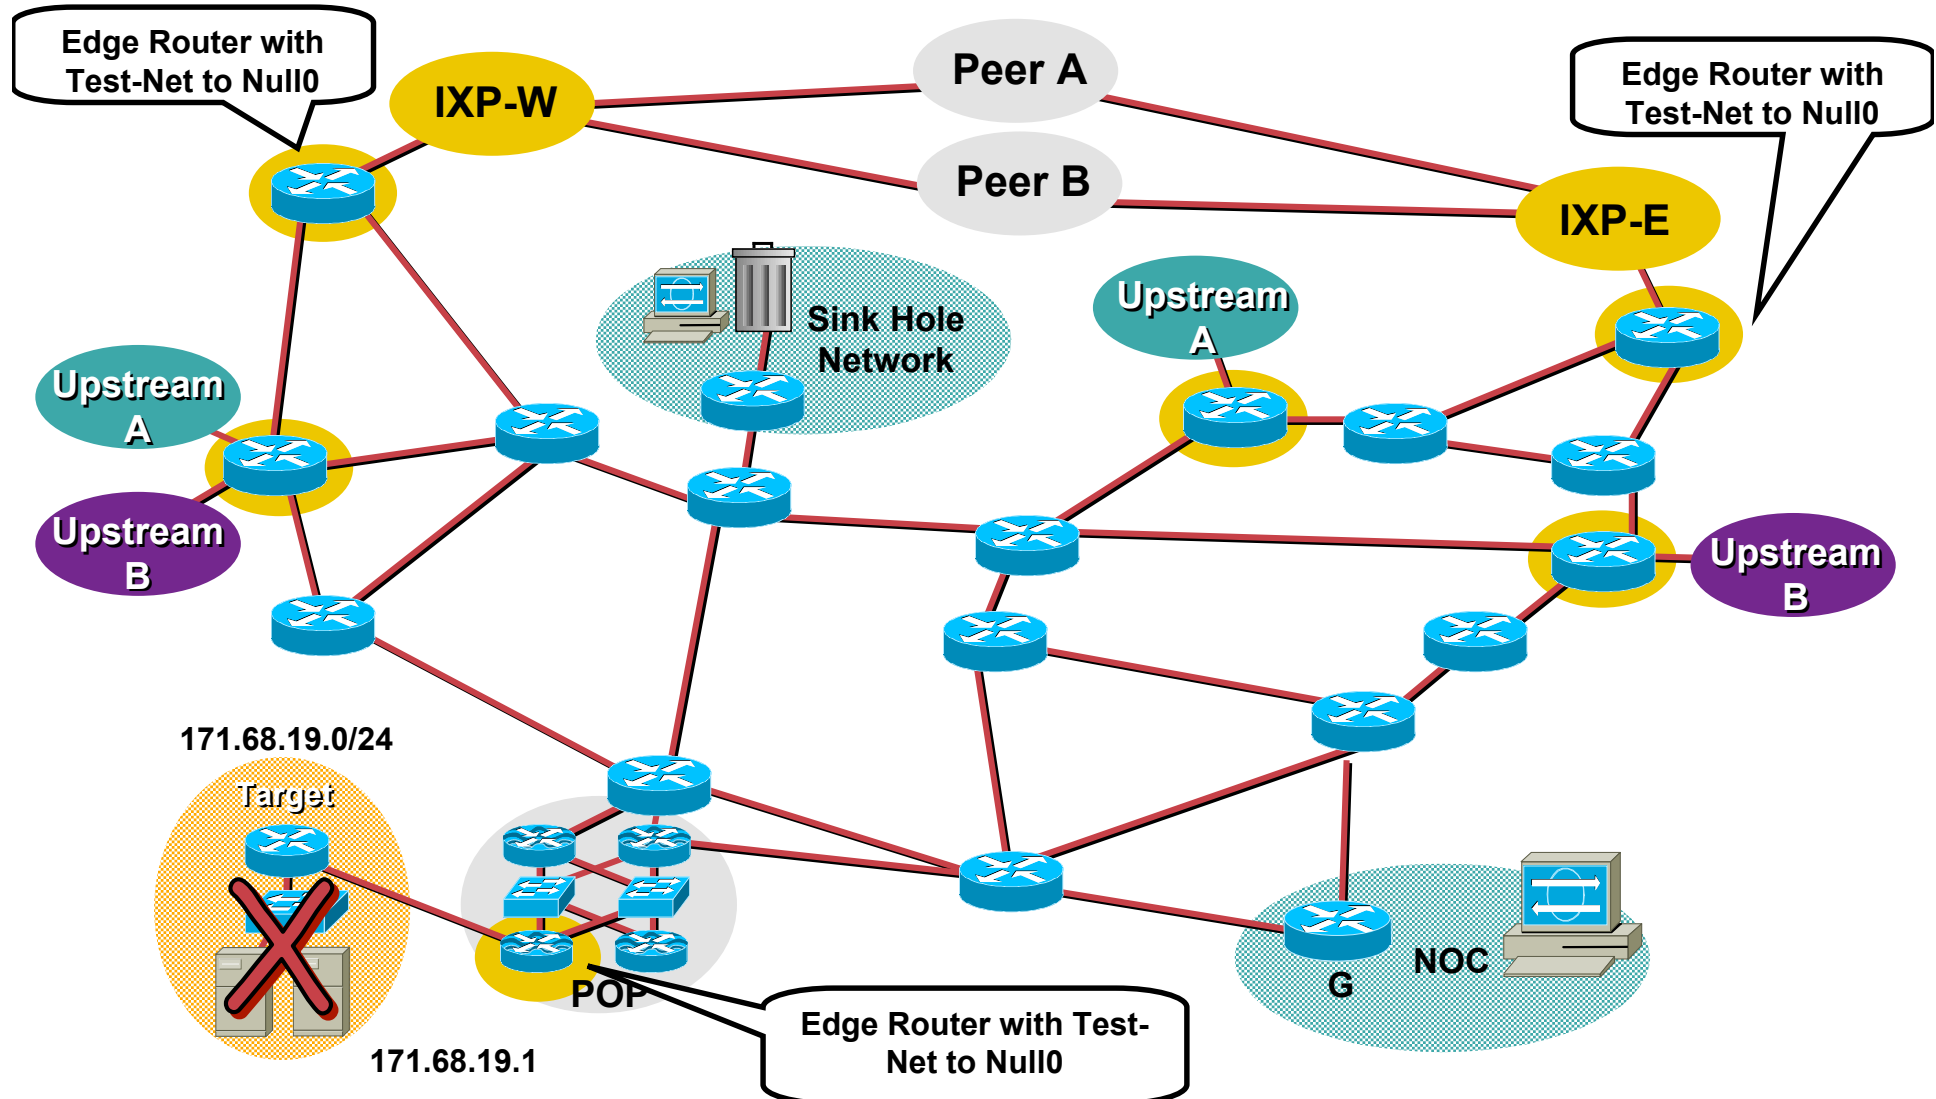 Edge Router with
Test-Net to Null0
IXP-W
Peer A
Edge Router with
Test-Net to Null0
Peer B
IXP-E
Sink Hole
Network
Upstream
A
Upstream
A
Upstream
B
Upstream
B
171.68.19.0/24
Target
POP
G
NOC
Edge Router with Test-
Net to Null0
171.68.19.1